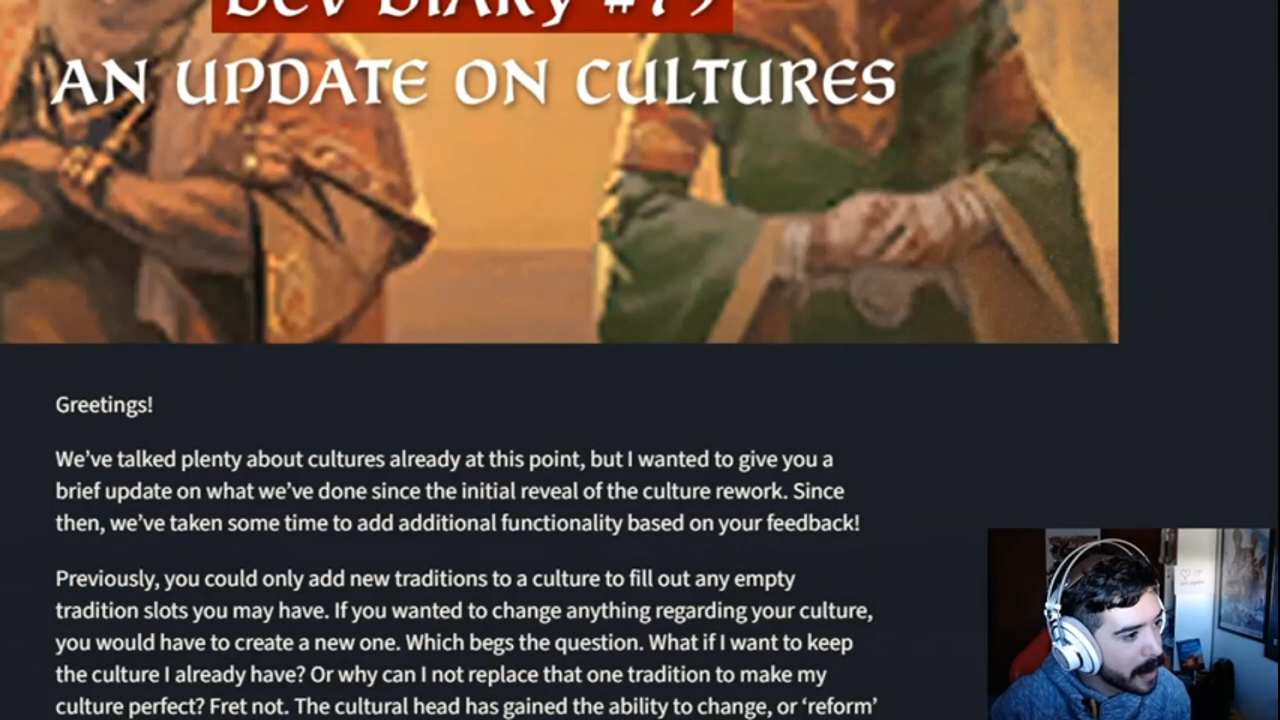 DEV DIARY #79
AN UPDATE ON CULTURES
Greetings!
We've talked plenty about cultures already at this point, but I wanted to give you a
brief update on what we've done since the initial reveal of the culture rework. Since
then, we've taken some time to add additional functionality based on your feedback!
Previously, you could only add new traditions to a culture to fill out any empty
tradition slots you may have. If you wanted to change anything regarding your culture,
you would have to create a new one. Which begs the question. What if I want to keep
the culture I already have? Or why can I not replace that one tradition to make my
culture perfect? Fret not. The cultural head has gained the ability to change, or ‘reform’